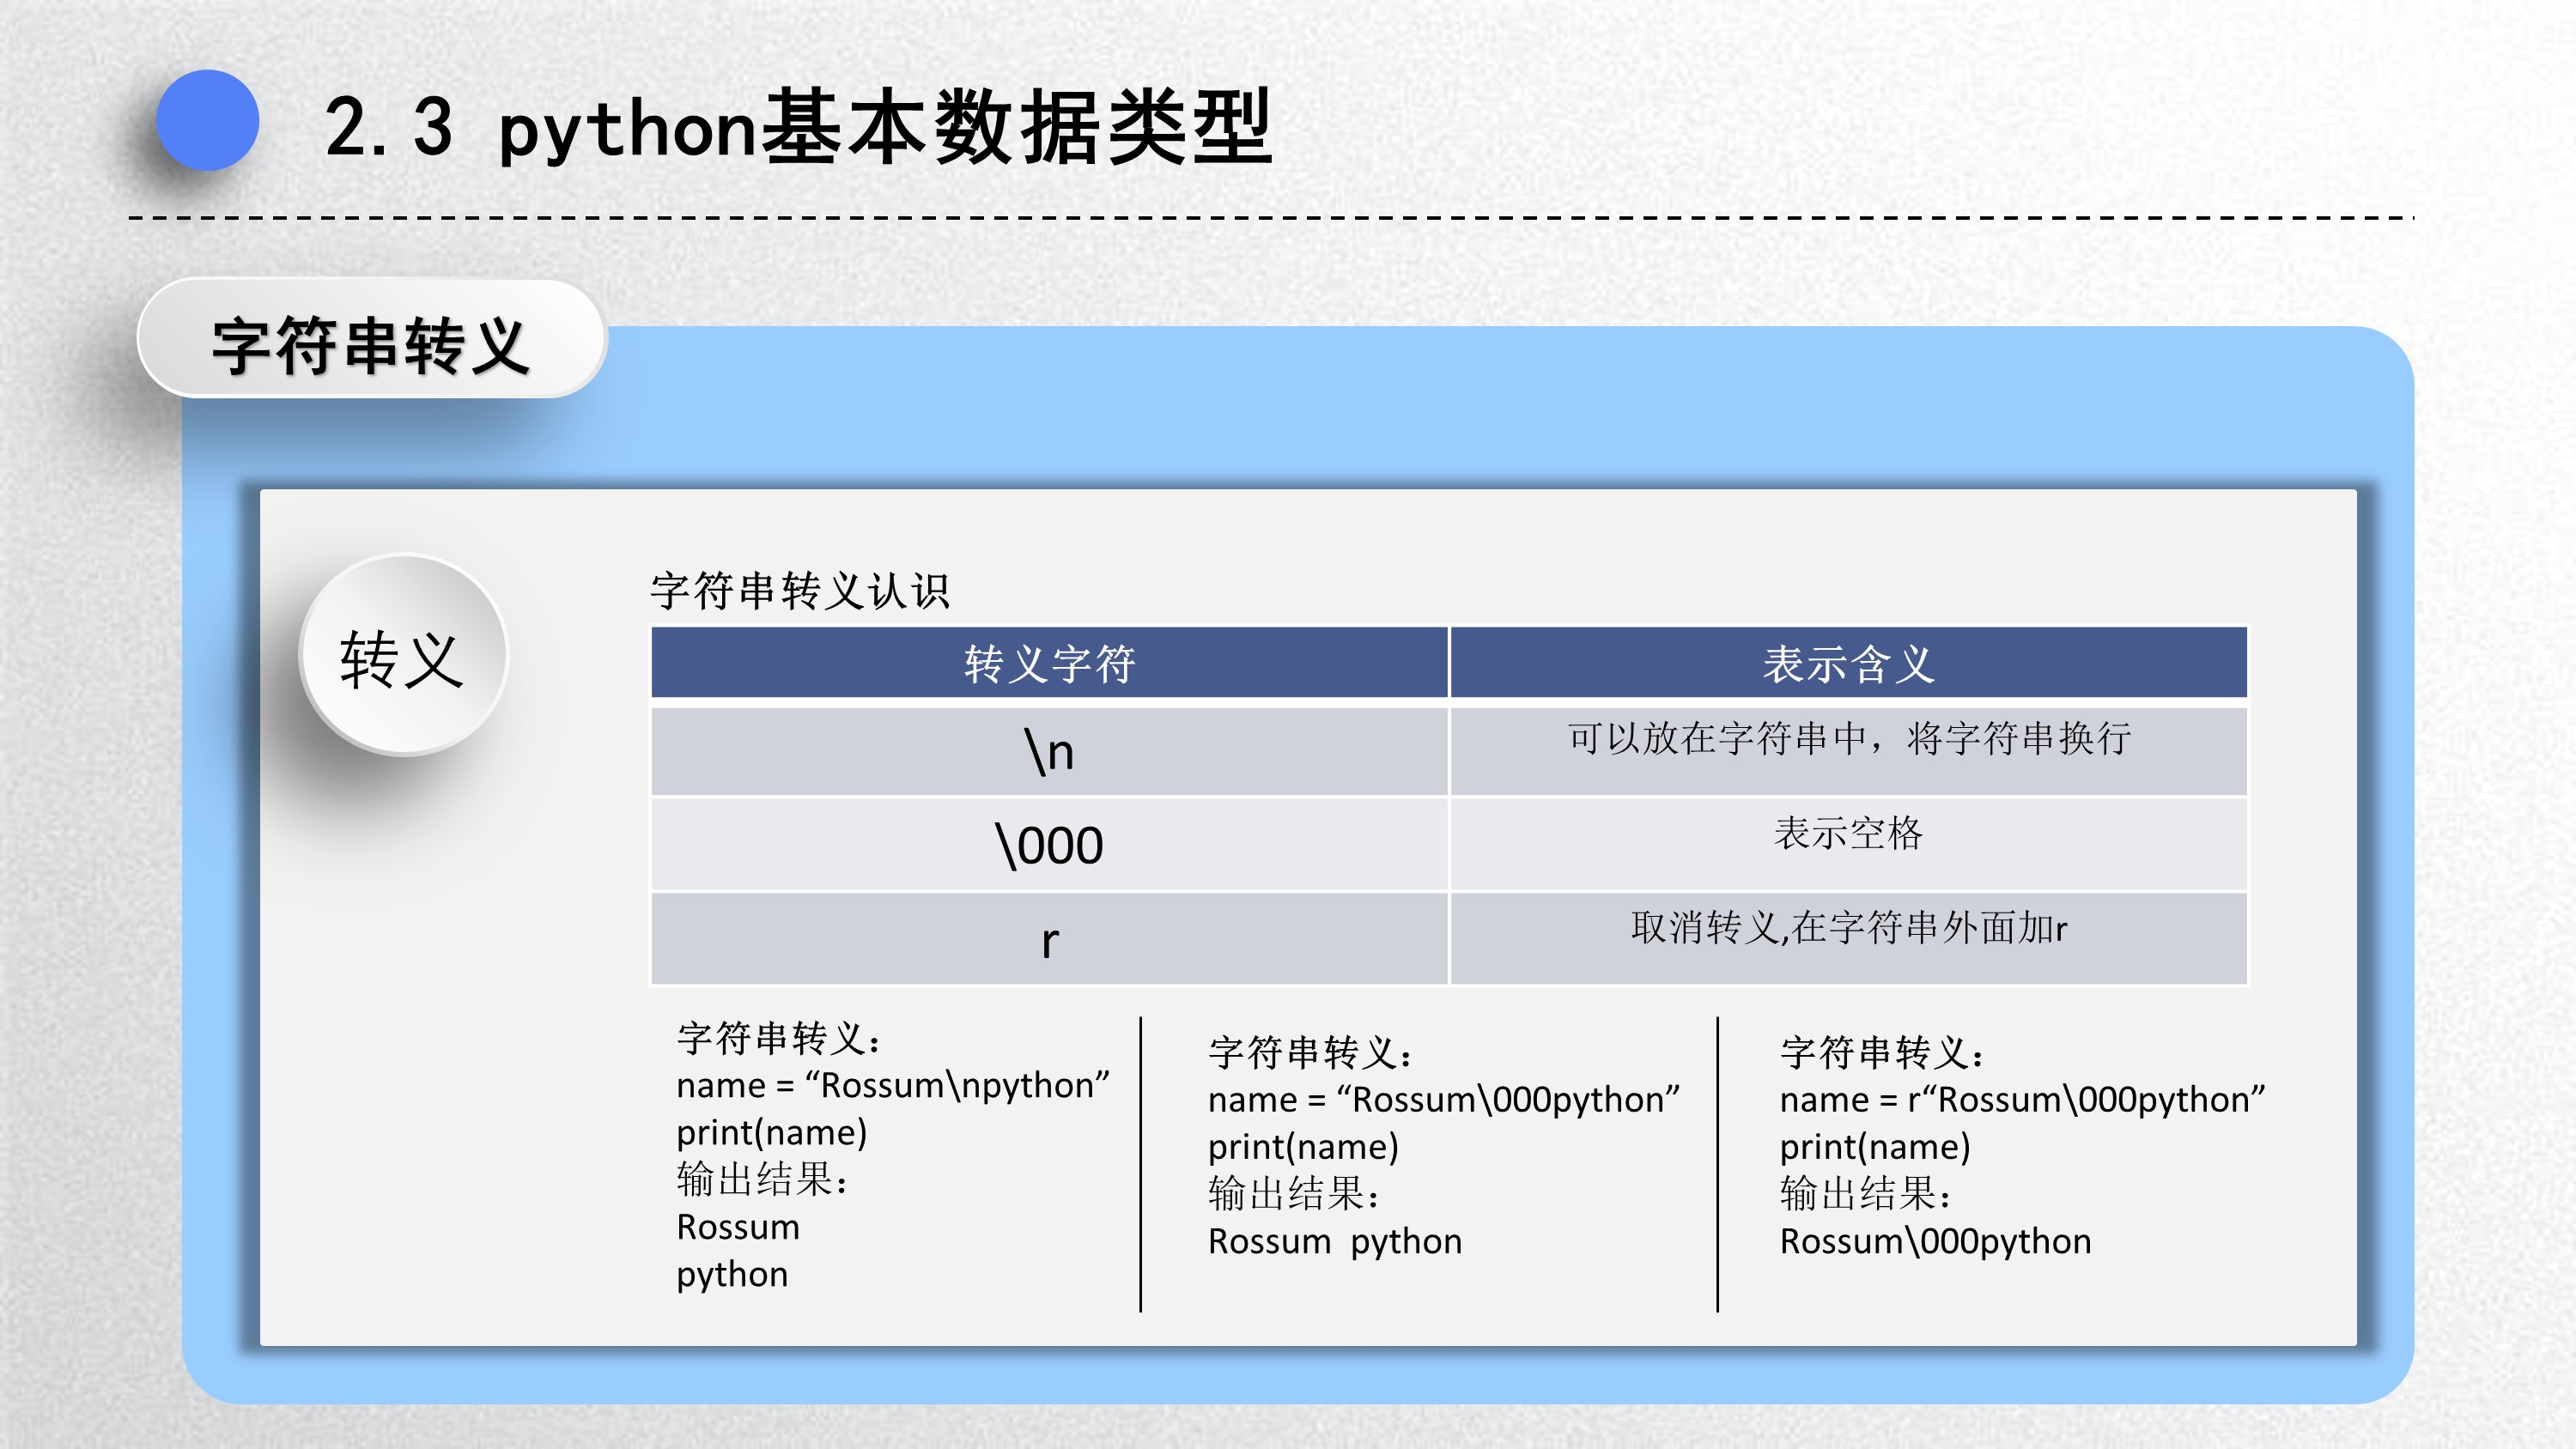 2.3 python基本数据类型
字符串转义
转义
字符串转义认识
转义字符 表示含义
\n 可以放在字符串中，将字符串换行
\000 表示空格
r 取消转义,在字符串外面加r
字符串转义：
name = “Rossum\npython”
print(name)
输出结果：
Rossum
python
字符串转义：
name = “Rossum\000python”
print(name)
输出结果：
Rossum  python
字符串转义：
name = r“Rossum\000python”
print(name)
输出结果：
Rossum\000python